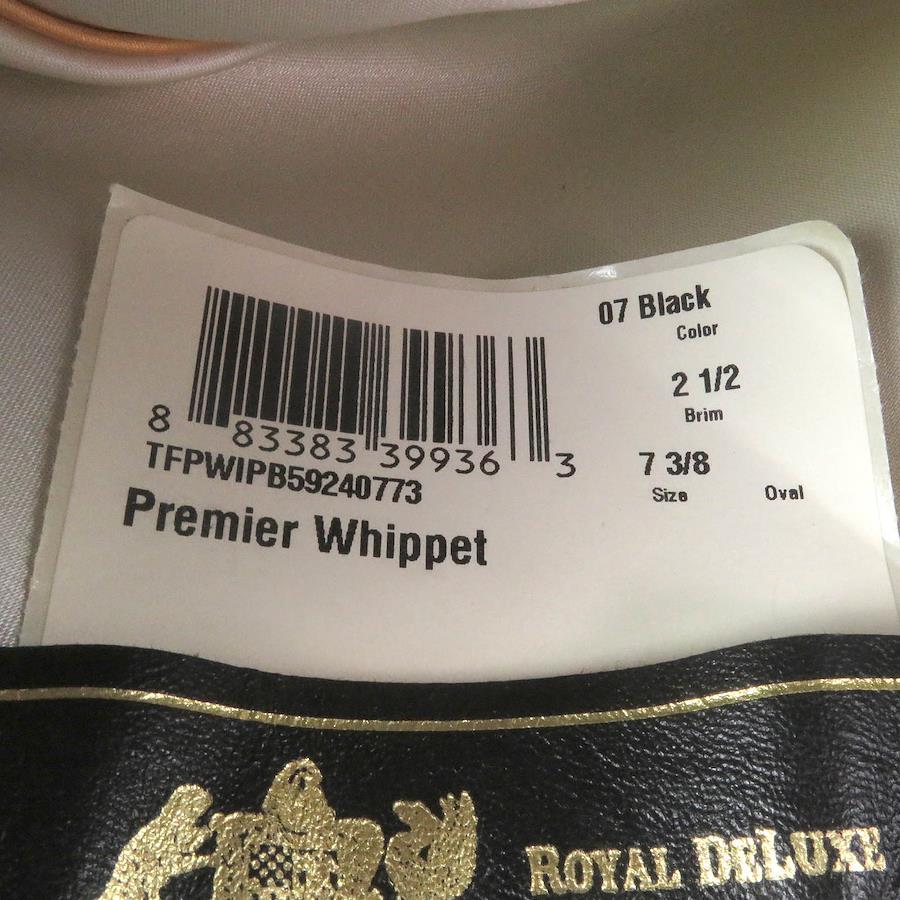 07 Black
Color
2 1/2
Brim
7 3/8
Size
Oval
8 83383 39936 3
TFPWIPB59240773
Premier Whippet
ROYAL DELUXE